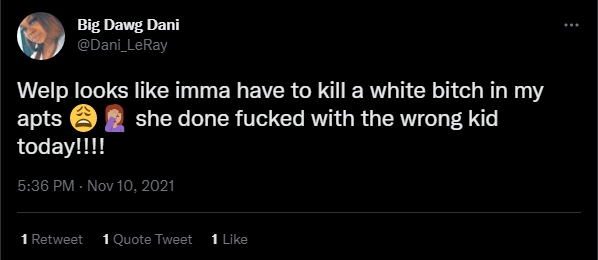 Big Dawg Dani
@Dani_LeRay
Welp looks like imma have to kill a white bitch in my
apts 😩🤦🏽‍♀️ she done fucked with the wrong kid
today!!!!
5:36 PM · Nov 10, 2021
1 Retweet 1 Quote Tweet 1 Like